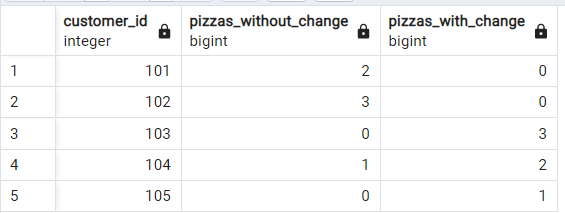 customer_id pizzas_without_change pizzas_with_change
integer bigint bigint
1 101 2 0
2 102 3 0
3 103 0 3
4 104 1 2
5 105 0 1